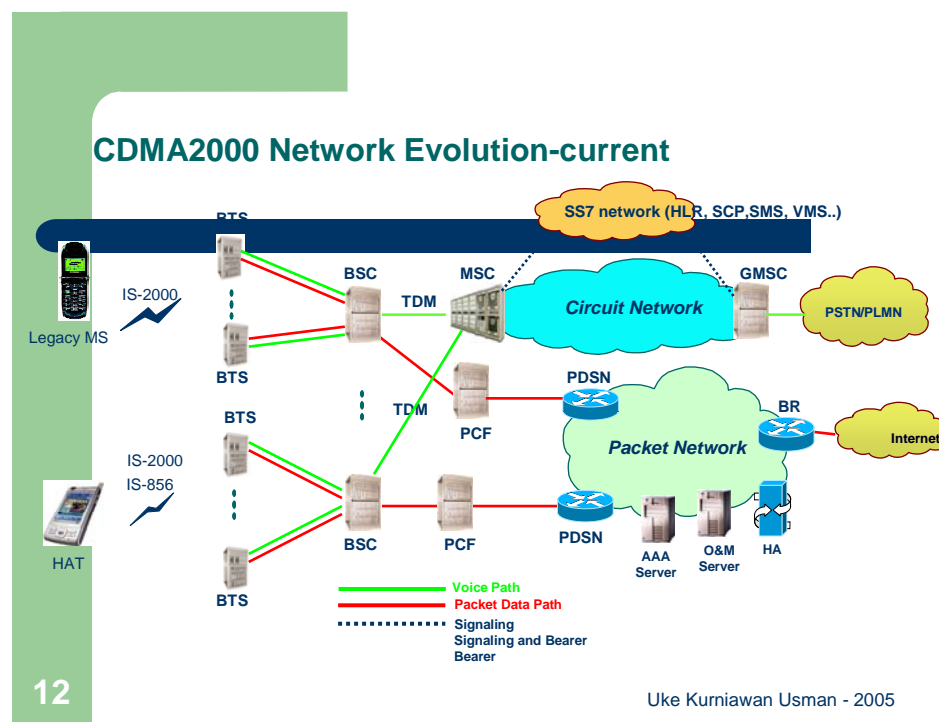 CDMA2000 Network Evolution-current
SS7 network (HLR, SCP,SMS, VMS..)
BTS
BSC
MSC
GMSC
IS-2000
TDM
Circuit Network
PSTN/PLMN
Legacy MS
BTS
PDSN
BR
TDM
BTS
PCF
Packet Network
Internet
IS-2000
IS-856
HAT
BSC
PCF
PDSN
AAA
Server
O&M
Server
HA
BTS
Voice Path
Packet Data Path
Signaling
Signaling and Bearer
Bearer
12
Uke Kurniawan Usman - 2005